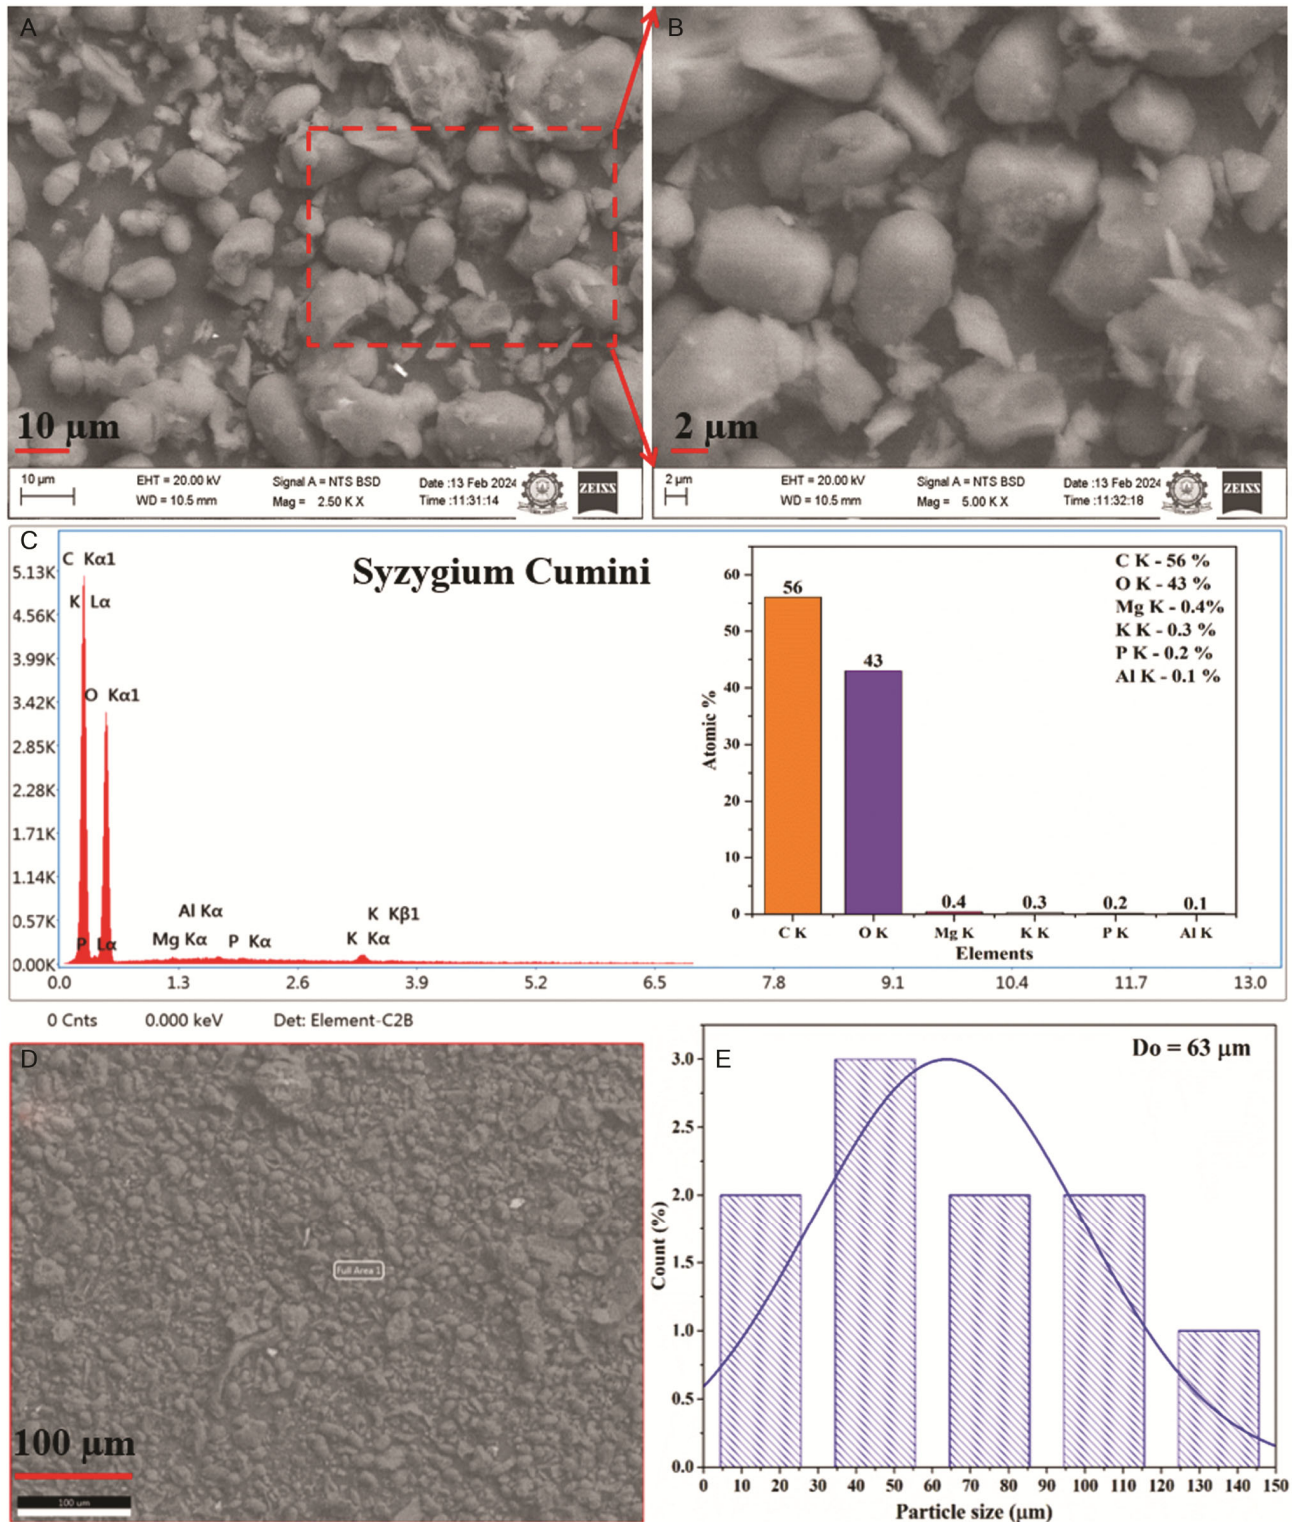 A
10 µm
10 µm
EHT = 20.00 kV
Signal A = NTS BSD
Date :13 Feb 2024
WD = 10.5 mm
Mag = 2.50 K X
Time :11:31:14
ZEISS
B
2 µm
2 µm
EHT = 20.00 kV
Signal A = NTS BSD
Date :13 Feb 2024
WD = 10.5 mm
Mag = 5.00 K X
Time :11:32:18
ZEISS
C
Syzygium Cumini
C Kα1
K Lα
O Kα1
P Lα
Al Kα
Mg Kα
P Kα
K Kβ1
K Kα
5.13K
4.56K
3.99K
3.42K
2.85K
2.28K
1.71K
1.14K
0.57K
0.00K
0.0 1.3 2.6 3.9 5.2 6.5 7.8 9.1 10.4 11.7 13.0
0 Cnts 0.000 keV Det: Element-C2B
C K - 56 %
O K - 43 %
Mg K - 0.4%
K K - 0.3 %
P K - 0.2 %
Al K - 0.1 %
Atomic %
60
50
40
30
20
10
0
56
43
0.4
0.3
0.2
0.1
C K O K Mg K K K P K Al K
Elements
D
Full Area 1
100 µm
100 um
E
Do = 63 µm
Count (%)
3.0
2.5
2.0
1.5
1.0
0.5
0.0
0 10 20 30 40 50 60 70 80 90 100 110 120 130 140 150
Particle size (µm)